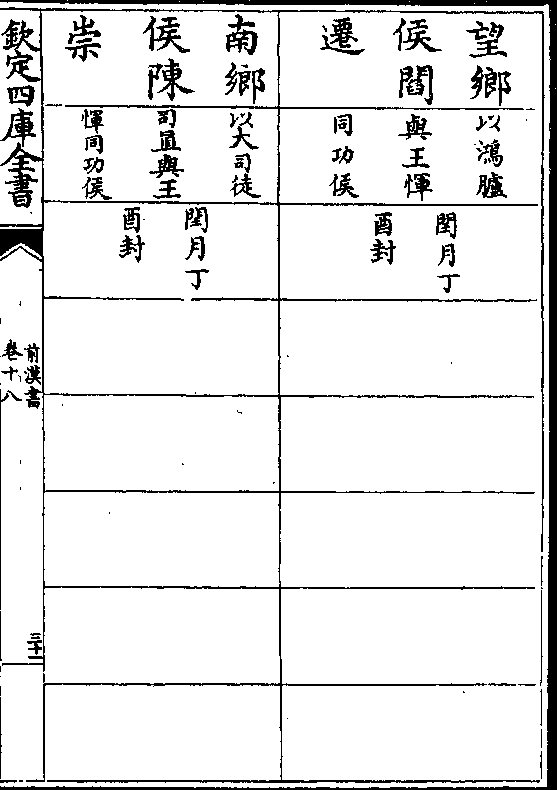 望鄉
侯閻
遷
以鴻臚
與王惲
同功侯
閏月丁
酉封
南鄉
侯陳
崇
以大司徒
司直與王
惲同功侯
閏月丁
酉封
欽定四庫全書
前漢書
卷十八
三十一